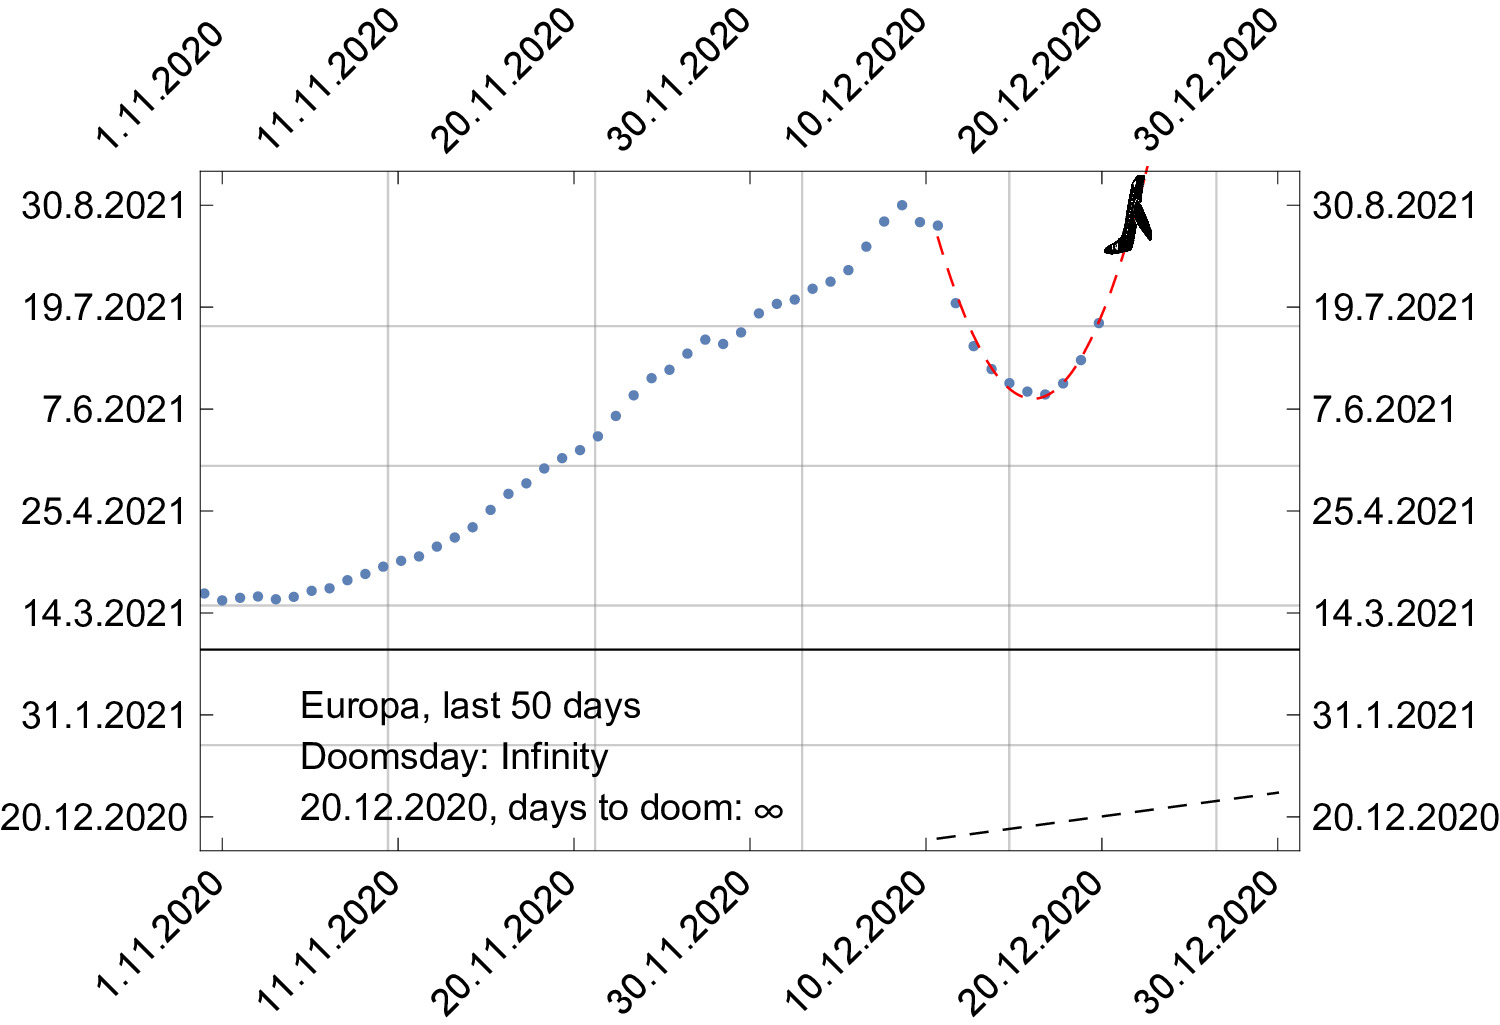 1.11.2020 11.11.2020 20.11.2020 30.11.2020 10.12.2020 20.12.2020 30.12.2020
30.8.2021 30.8.2021
19.7.2021 19.7.2021
7.6.2021 7.6.2021
25.4.2021 25.4.2021
14.3.2021 14.3.2021
31.1.2021 31.1.2021
20.12.2020 20.12.2020
Europa, last 50 days
Doomsday: Infinity
20.12.2020, days to doom: ∞
1.11.2020 11.11.2020 20.11.2020 30.11.2020 10.12.2020 20.12.2020 30.12.2020